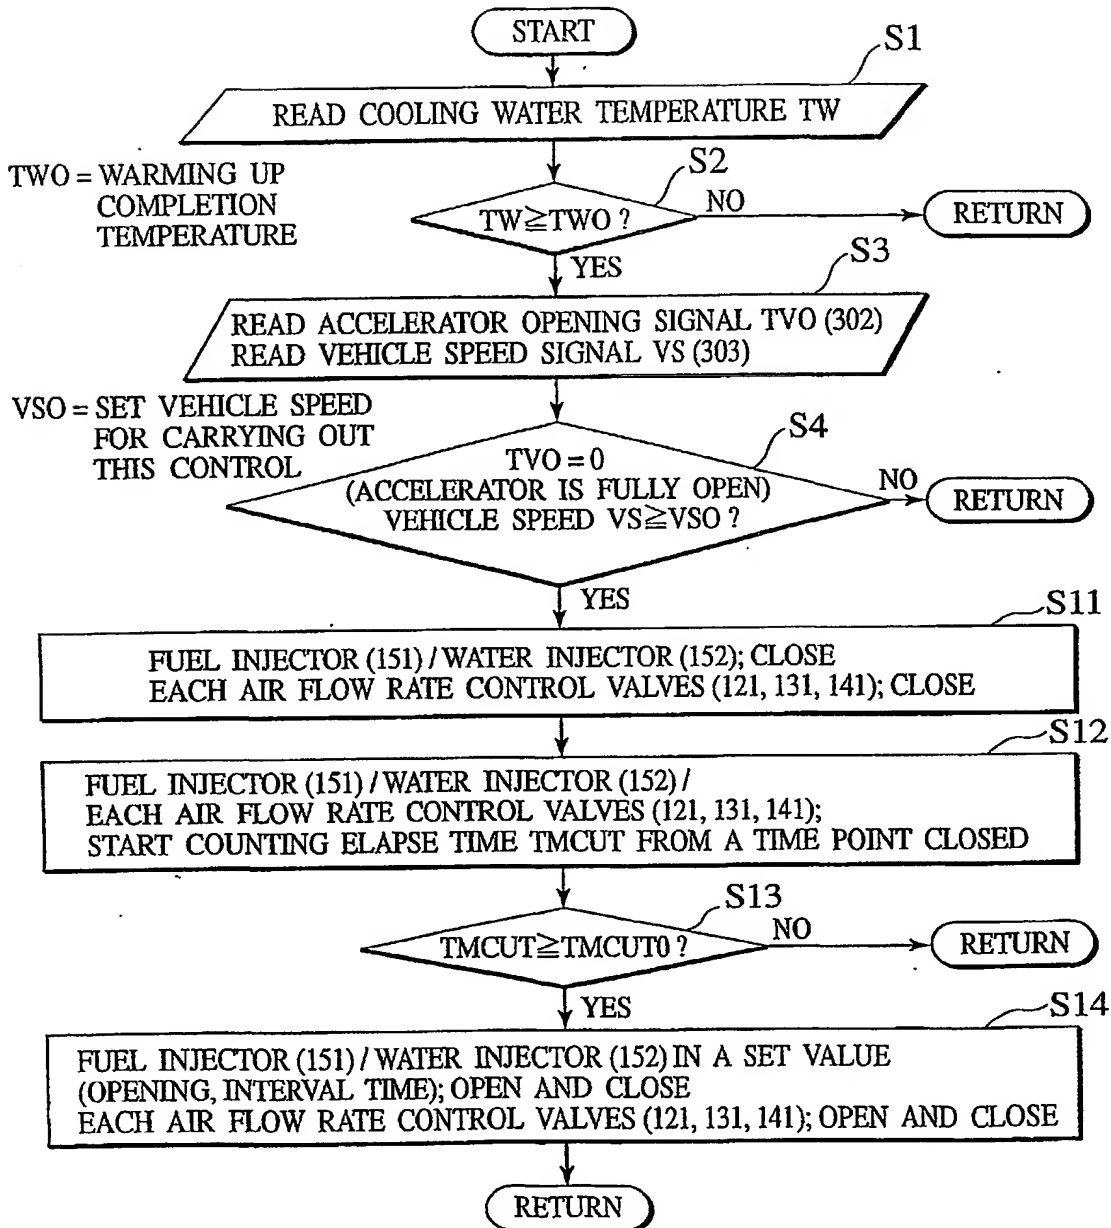 START
S1
READ COOLING WATER TEMPERATURE TW
TWO = WARMING UP
COMPLETION
TEMPERATURE
S2
TW≧TWO ?
NO
RETURN
YES
S3
READ ACCELERATOR OPENING SIGNAL TVO (302)
READ VEHICLE SPEED SIGNAL VS (303)
VSO = SET VEHICLE SPEED
FOR CARRYING OUT
THIS CONTROL
S4
TVO = 0
(ACCELERATOR IS FULLY OPEN)
VEHICLE SPEED VS≧VSO ?
NO
RETURN
YES
S11
FUEL INJECTOR (151) / WATER INJECTOR (152); CLOSE
EACH AIR FLOW RATE CONTROL VALVES (121, 131, 141); CLOSE
S12
FUEL INJECTOR (151) / WATER INJECTOR (152) /
EACH AIR FLOW RATE CONTROL VALVES (121, 131, 141);
START COUNTING ELAPSE TIME TMCUT FROM A TIME POINT CLOSED
S13
TMCUT≧TMCUT0 ?
NO
RETURN
YES
S14
FUEL INJECTOR (151) / WATER INJECTOR (152) IN A SET VALUE
(OPENING, INTERVAL TIME); OPEN AND CLOSE
EACH AIR FLOW RATE CONTROL VALVES (121, 131, 141); OPEN AND CLOSE
RETURN